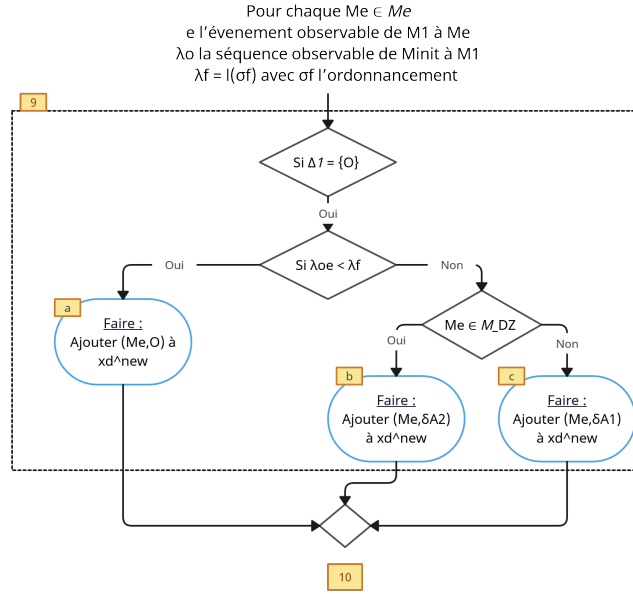 Pour chaque Me ∈ Me
e l’évenement observable de M1 à Me
λo la séquence observable de Minit à M1
λf = l(σf) avec σf l’ordonnancement
9
Si Δ1 = {O}
Oui
Si λoe < λf
Oui
Non
a
Faire :
Ajouter (Me,O) à
xd^new
Me ∈ M_DZ
Oui
Non
b
Faire :
Ajouter (Me,δA2)
à xd^new
c
Faire :
Ajouter (Me,δA1)
à xd^new
10